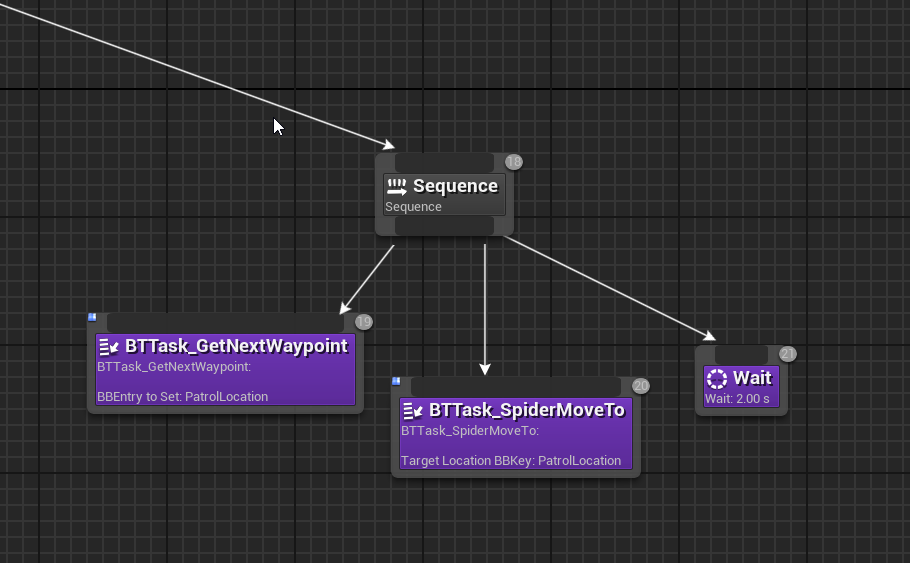 18
Sequence
Sequence
19
BTTask_GetNextWaypoint
BTTask_GetNextWaypoint:
BBEntry to Set: PatrolLocation
20
BTTask_SpiderMoveTo
BTTask_SpiderMoveTo:
Target Location BBKey: PatrolLocation
21
Wait
Wait: 2.00 s